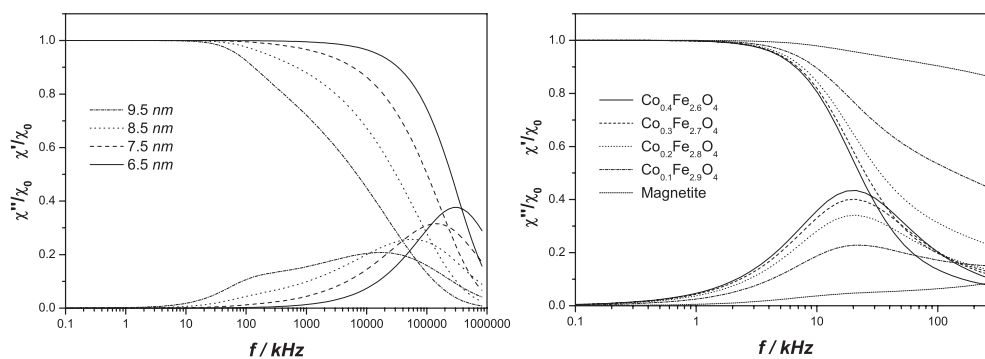 1.0
0.8
0.6
0.4
0.2
0.0
χ'/χ0
χ"/χ0
9.5 nm
8.5 nm
7.5 nm
6.5 nm
0.1 1 10 100 1000 10000 100000 1000000
f / kHz
1.0
0.8
0.6
0.4
0.2
0.0
χ'/χ0
χ"/χ0
Co0.4Fe2.6O4
Co0.3Fe2.7O4
Co0.2Fe2.8O4
Co0.1Fe2.9O4
Magnetite
0.1 1 10 100
f / kHz